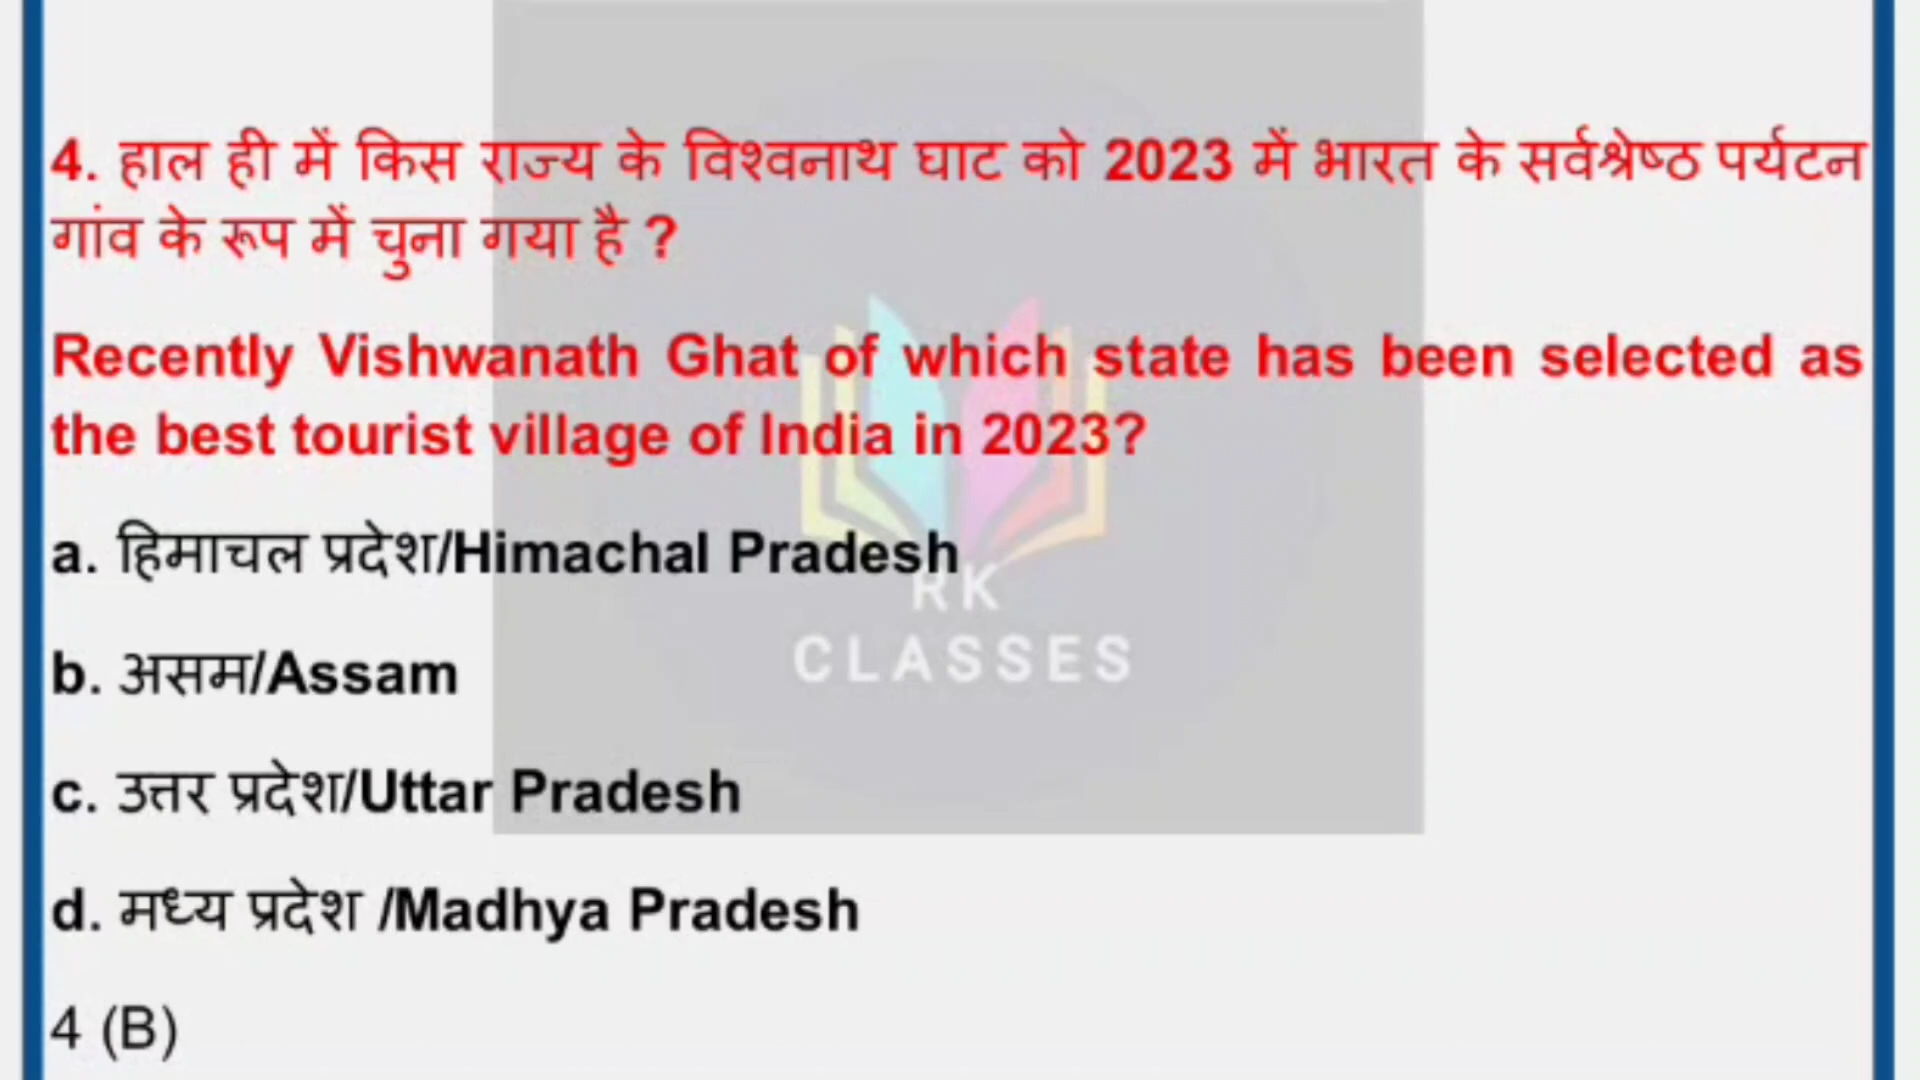 4. हाल ही में किस राज्य के विश्वनाथ घाट को 2023 में भारत के सर्वश्रेष्ठ पर्यटन
गांव के रूप में चुना गया है ?
Recently Vishwanath Ghat of which state has been selected as
the best tourist village of India in 2023?
a. हिमाचल प्रदेश/Himachal Pradesh
RK
CLASSES
b. असम/Assam
c. उत्तर प्रदेश/Uttar Pradesh
d. मध्य प्रदेश /Madhya Pradesh
4 (B)